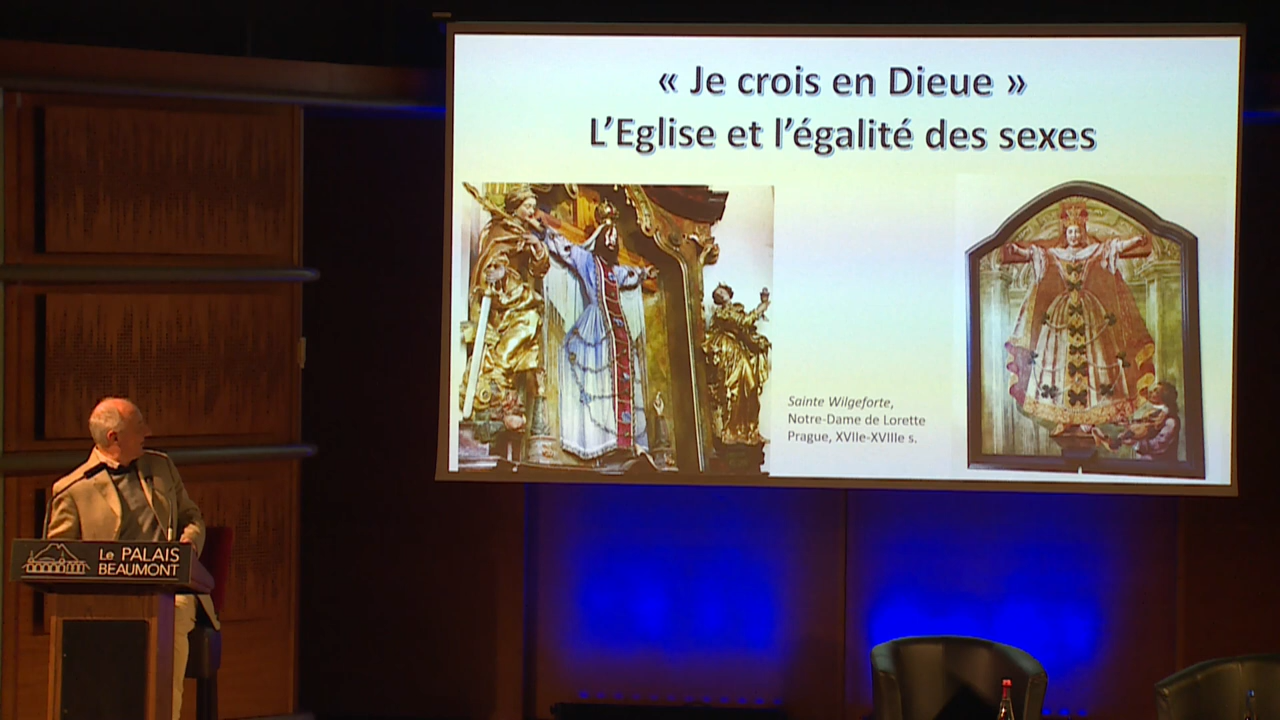 « Je crois en Dieue »
L'Eglise et l'égalité des sexes
Sainte Wilgeforte,
Notre-Dame de Lorette
Prague, XVIIe-XVIIIe s.
Le PALAIS
BEAUMONT